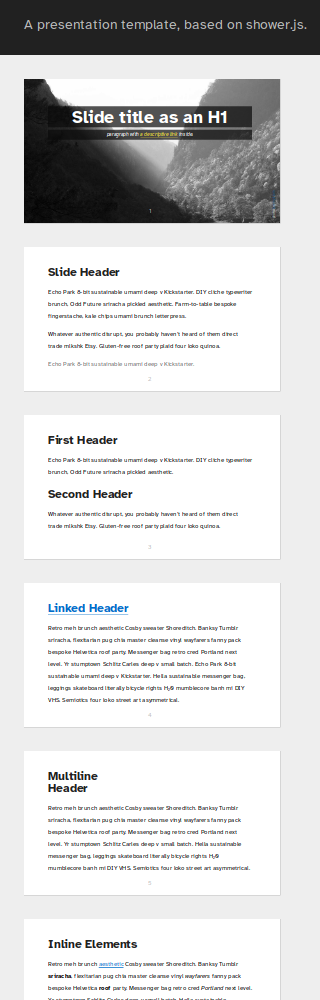 A presentation template, based on shower.js.
Slide title as an H1
paragraph with a descriptive link inside
1
Slide Header
Echo Park 8-bit sustainable umami deep v Kickstarter. DIY cliche typewriter
brunch. Odd Future sriracha pickled aesthetic. Farm-to-table bespoke
fingerstache, kale chips umami brunch letterpress.
Whatever authentic disrupt, you probably haven't heard of them direct
trade mlkshk Etsy. Gluten-free roof party plaid four loko quinoa.
Echo Park 8-bit sustainable umami deep v Kickstarter.
2
First Header
Echo Park 8-bit sustainable umami deep v Kickstarter. DIY cliche typewriter
brunch. Odd Future sriracha pickled aesthetic.
Second Header
Whatever authentic disrupt, you probably haven't heard of them direct
trade mlkshk Etsy. Gluten-free roof party plaid four loko quinoa.
3
Linked Header
Retro meh brunch aesthetic Cosby sweater Shoreditch. Banksy Tumblr
sriracha, flexitarian pug chia master cleanse vinyl wayfarers fanny pack
bespoke Helvetica roof party. Messenger bag retro cred Portland next
level. Yr stumptown Schlitz Carles deep v small batch. Echo Park 8-bit
sustainable umami deep v Kickstarter. Hella sustainable messenger bag,
leggings skateboard literally bicycle rights H₂0 mumblecore banh mi DIY
VHS. Semiotics four loko street art asymmetrical.
4
Multiline
Header
Retro meh brunch aesthetic Cosby sweater Shoreditch. Banksy Tumblr
sriracha, flexitarian pug chia master cleanse vinyl wayfarers fanny pack
bespoke Helvetica roof party. Messenger bag retro cred Portland next
level. Yr stumptown Schlitz Carles deep v small batch. Hella sustainable
messenger bag, leggings skateboard literally bicycle rights H₂0
mumblecore banh mi DIY VHS. Semiotics four loko street art asymmetrical.
5
Inline Elements
Retro meh brunch aesthetic Cosby sweater Shoreditch. Banksy Tumblr
sriracha, flexitarian pug chia master cleanse vinyl wayfarers fanny pack
bespoke Helvetica roof party. Messenger bag retro cred Portland next level.